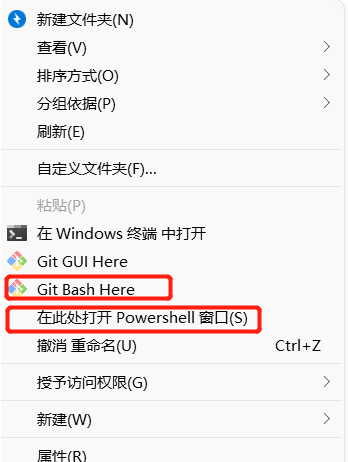 新建文件夹(N)
查看(V)
排序方式(O)
分组依据(P)
刷新(E)
自定义文件夹(F)...
粘贴(P)
在 Windows 终端 中打开
Git GUI Here
Git Bash Here
在此处打开 Powershell 窗口(S)
撤消 重命名(U) Ctrl+Z
授予访问权限(G)
新建(W)
属性(R)